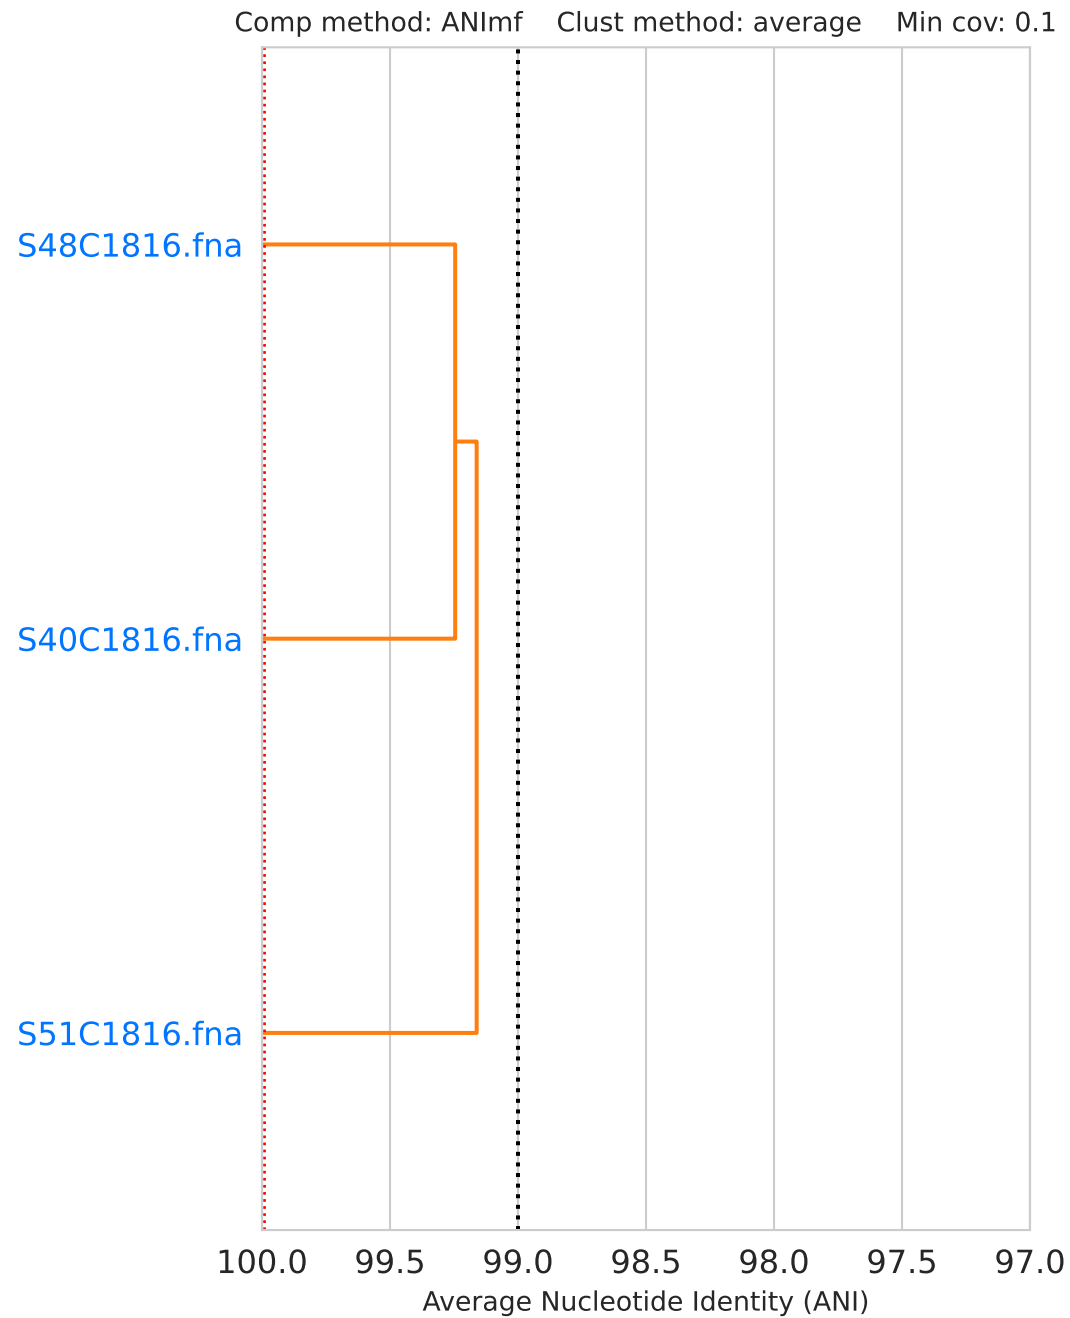 Comp method: ANImf    Clust method: average    Min cov: 0.1
S48C1816.fna
S40C1816.fna
S51C1816.fna
100.0 99.5 99.0 98.5 98.0 97.5 97.0
Average Nucleotide Identity (ANI)